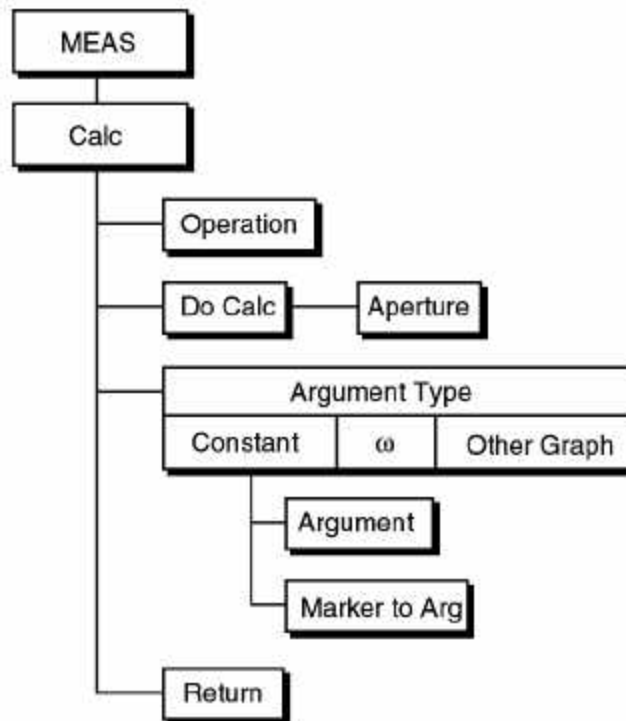 MEAS
Calc
Operation
Do Calc Aperture
Argument Type
Constant ω Other Graph
Argument
Marker to Arg
Return